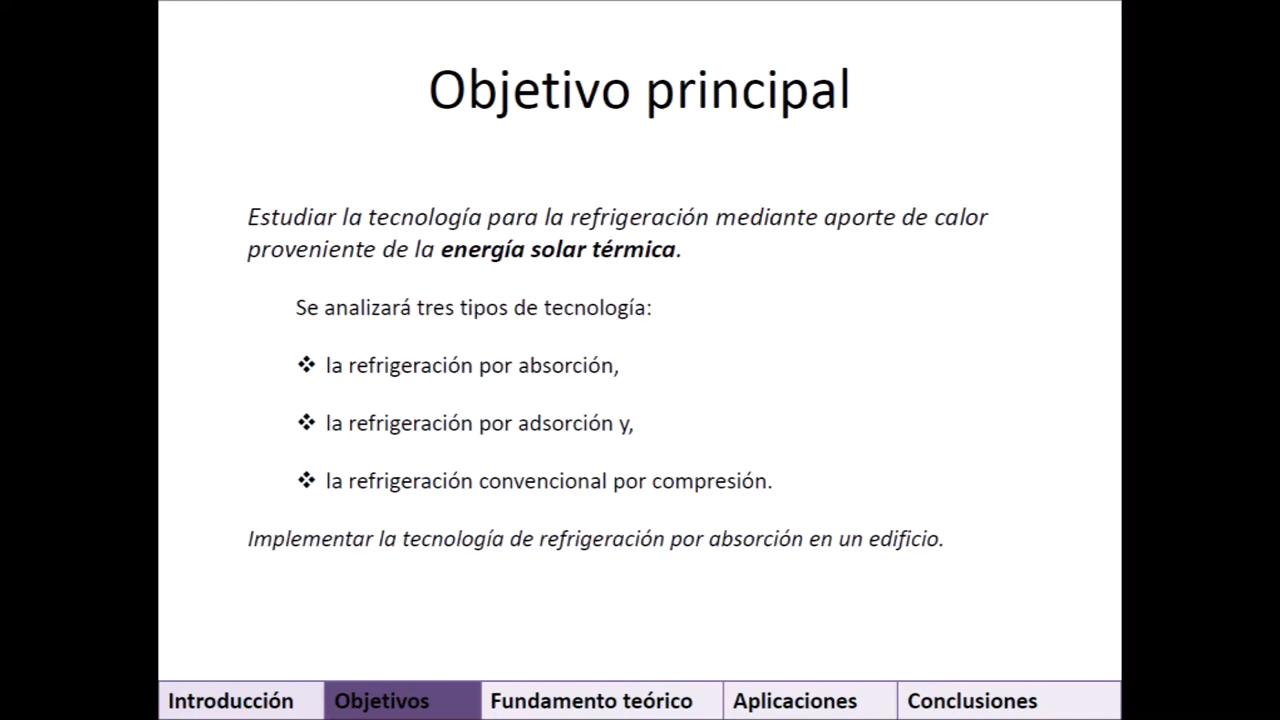 Objetivo principal
Estudiar la tecnología para la refrigeración mediante aporte de calor
proveniente de la energía solar térmica.
Se analizará tres tipos de tecnología:
❖ la refrigeración por absorción,
❖ la refrigeración por adsorción y,
❖ la refrigeración convencional por compresión.
Implementar la tecnología de refrigeración por absorción en un edificio.
Introducción Objetivos Fundamento teórico Aplicaciones Conclusiones